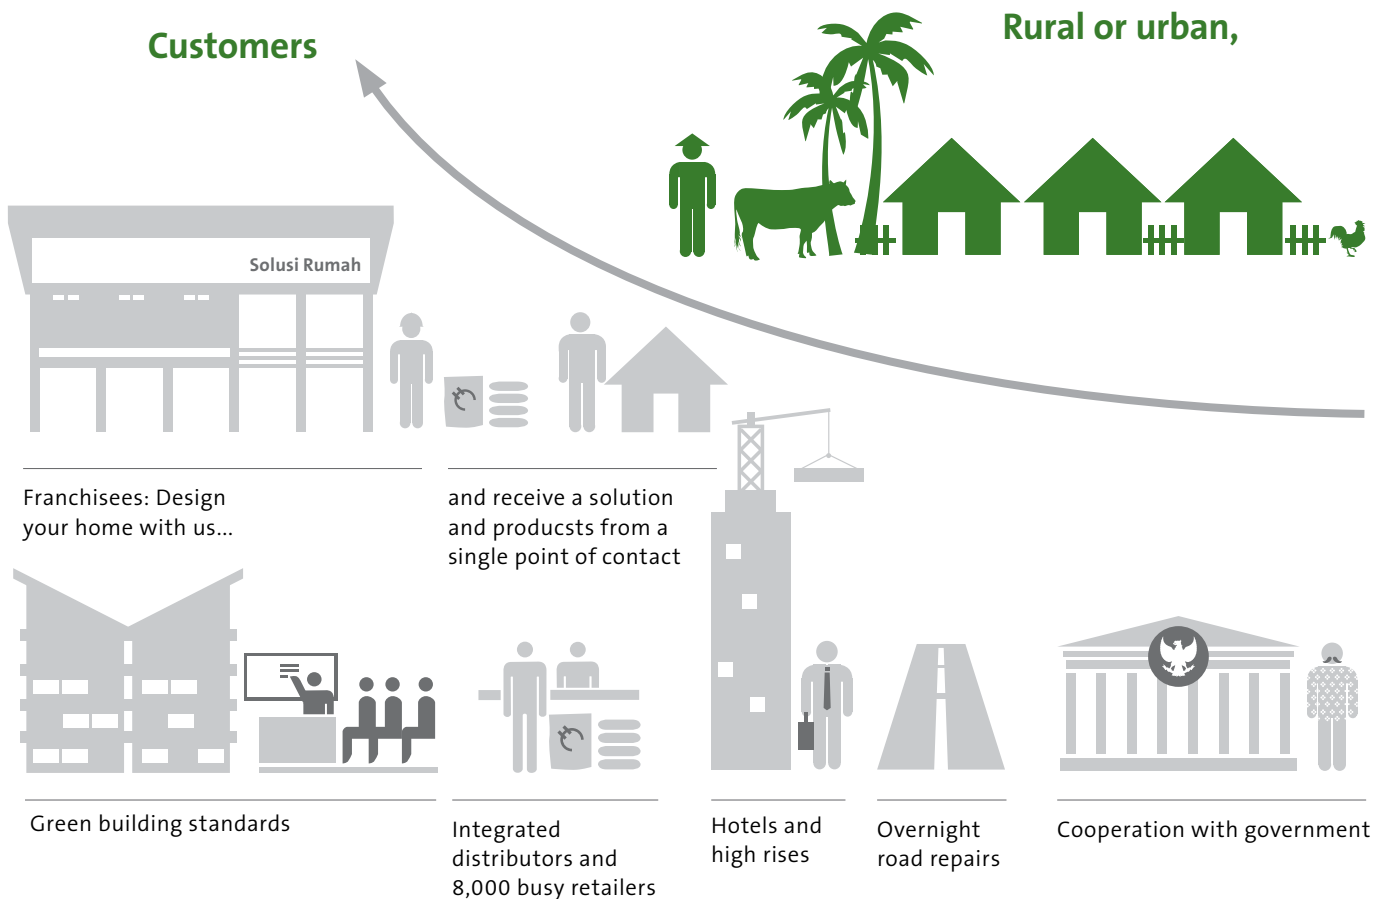 Customers
Rural or urban,
Solusi Rumah
Franchisees: Design
your home with us...
and receive a solution
and producsts from a
single point of contact
Green building standards
Integrated
distributors and
8,000 busy retailers
Hotels and
high rises
Overnight
road repairs
Cooperation with government